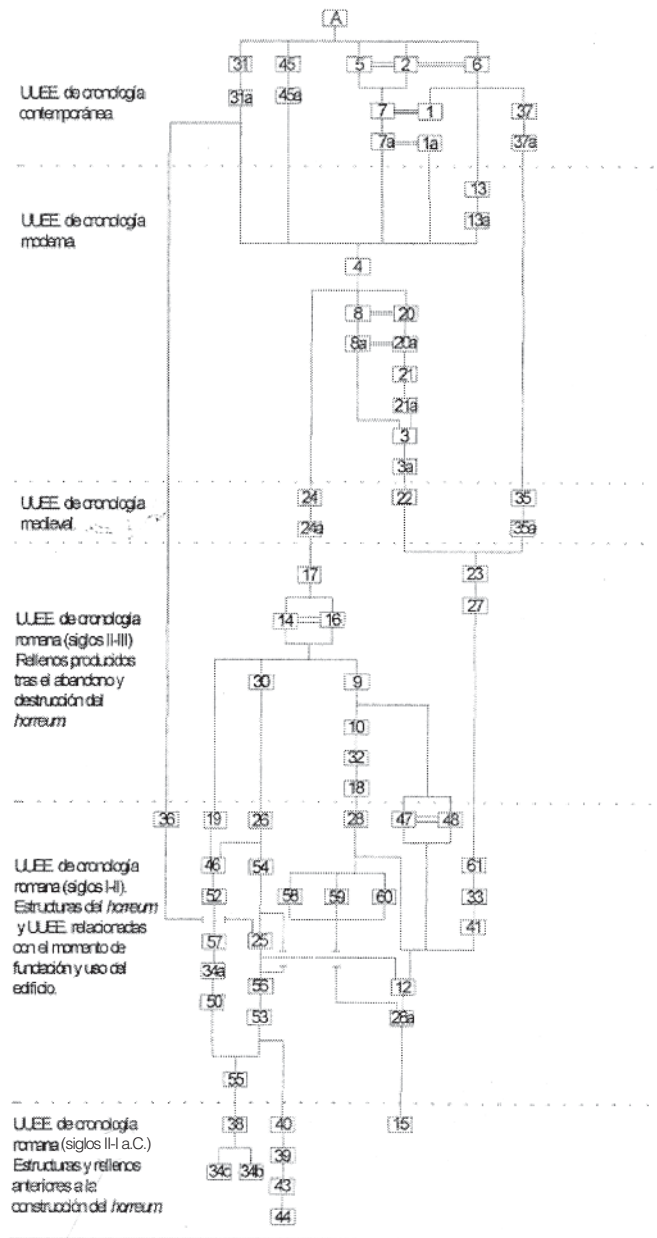 A
31 45 5 2 6
UUEE. de cronología
contemporánea
31a 45a
7 1 37
7a 1a 37a
13
UUEE. de cronología
moderna
13a
4
8 20
8a 20a
21
21a
3
3a
UUEE. de cronología
medieval
24 22 35
24a 35a
17 23
27
UUEE. de cronología
romana (siglos II-III)
Rellenos producidos
tras el abandono y
destrucción del
horreum
14 16
30 9
10
32
18
36 19 26 28 47 48
UUEE. de cronología
romana (siglos I-II).
Estructuras del horreum
y UUEE. relacionadas
con el momento de
fundación y uso del
edificio.
46 54 61
52 58 59 60 33
41
57 25
34a 56 12
50 53 28a
55
UUEE. de cronología
romana (siglos II-I a.C.)
Estructuras y rellenos
anteriores a la
construcción del horreum
38 40 15
39
34c 34b
43
44